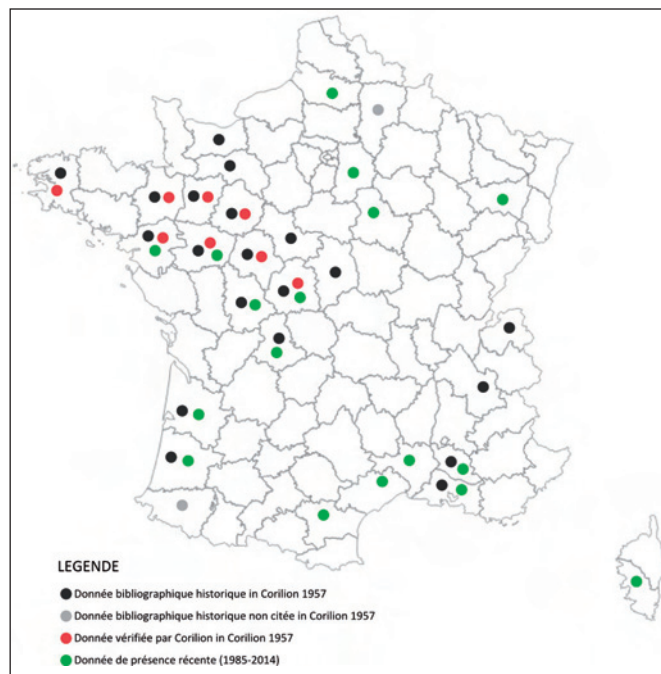 LEGENDE
Donnée bibliographique historique in Corilion 1957
Donnée bibliographique historique non citée in Corilion 1957
Donnée vérifiée par Corilion in Corilion 1957
Donnée de présence récente (1985-2014)